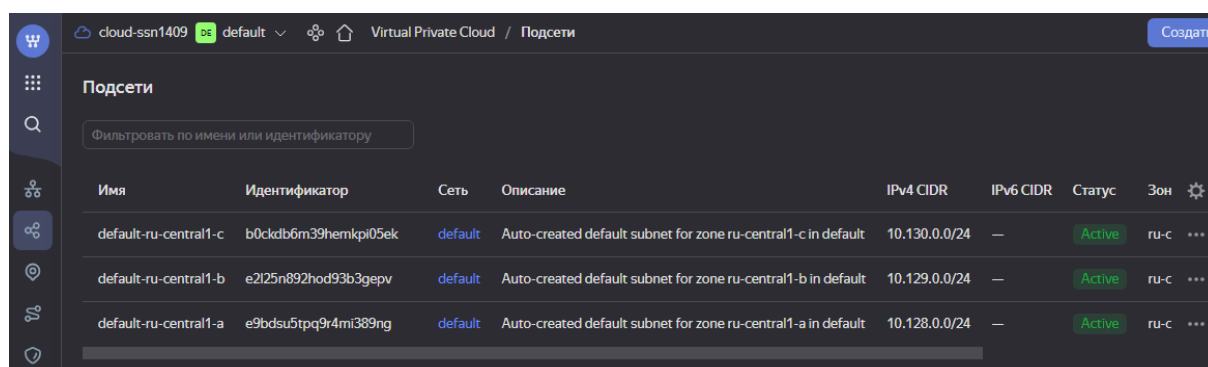 cloud-ssn1409 DE default Virtual Private Cloud / Подсети Создать
Подсети
Фильтровать по имени или идентификатору
Имя Идентификатор Сеть Описание IPv4 CIDR IPv6 CIDR Статус Зон
default-ru-central1-c b0ckdb6m39hemkpi05ek default Auto-created default subnet for zone ru-central1-c in default 10.130.0.0/24 — Active ru-c
default-ru-central1-b e2l25n892hod93b3gepv default Auto-created default subnet for zone ru-central1-b in default 10.129.0.0/24 — Active ru-c
default-ru-central1-a e9bdsu5tpq9r4mi389ng default Auto-created default subnet for zone ru-central1-a in default 10.128.0.0/24 — Active ru-c